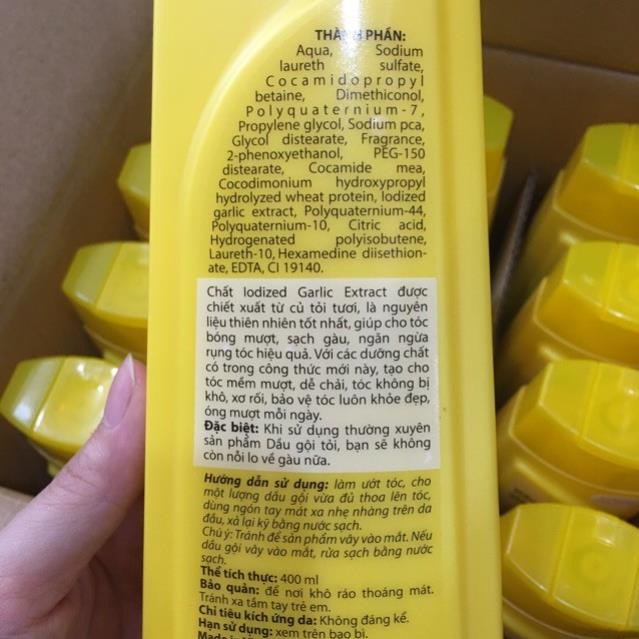 THÀNH PHẦN:
Aqua, Sodium
laureth sulfate,
Cocamidopropyl
betaine, Dimethiconol,
Polyquaternium-7,
Propylene glycol, Sodium pca,
Glycol distearate, Fragrance,
2-phenoxyethanol, PEG-150
distearate, Cocamide mea,
Cocodimonium hydroxypropyl
hydrolyzed wheat protein, Iodized
garlic extract, Polyquaternium-44,
Polyquaternium-10, Citric acid,
Hydrogenated polyisobutene,
Laureth-10, Hexamedine diisethion-
ate, EDTA, CI 19140.
Chất Iodized Garlic Extract được
chiết xuất từ củ tỏi tươi, là nguyên
liệu thiên nhiên tốt nhất, giúp cho tóc
bóng mượt, sạch gàu, ngăn ngừa
rụng tóc hiệu quả. Với các dưỡng chất
có trong công thức mới này, tạo cho
tóc mềm mượt, dễ chải, tóc không bị
khô, xơ rối, bảo vệ tóc luôn khỏe đẹp,
óng mượt mỗi ngày.
Đặc biệt: Khi sử dụng thường xuyên
sản phẩm Dầu gội tỏi, bạn sẽ không
còn nỗi lo về gàu nữa.
Hướng dẫn sử dụng: làm ướt tóc, cho
một lượng dầu gội vừa đủ thoa lên tóc,
dùng ngón tay mát xa nhẹ nhàng trên da
đầu, xả lại kỹ bằng nước sạch.
Chú ý: Tránh để sản phẩm vây vào mắt. Nếu
dầu gội vây vào mắt, rửa sạch bằng nước
sạch.
Thể tích thực: 400 ml
Bảo quản: để nơi khô ráo thoáng mát.
Tránh xa tầm tay trẻ em.
Chỉ tiêu kích ứng da: Không đáng kể.
Hạn sử dụng: xem trên bao bì.
Made in